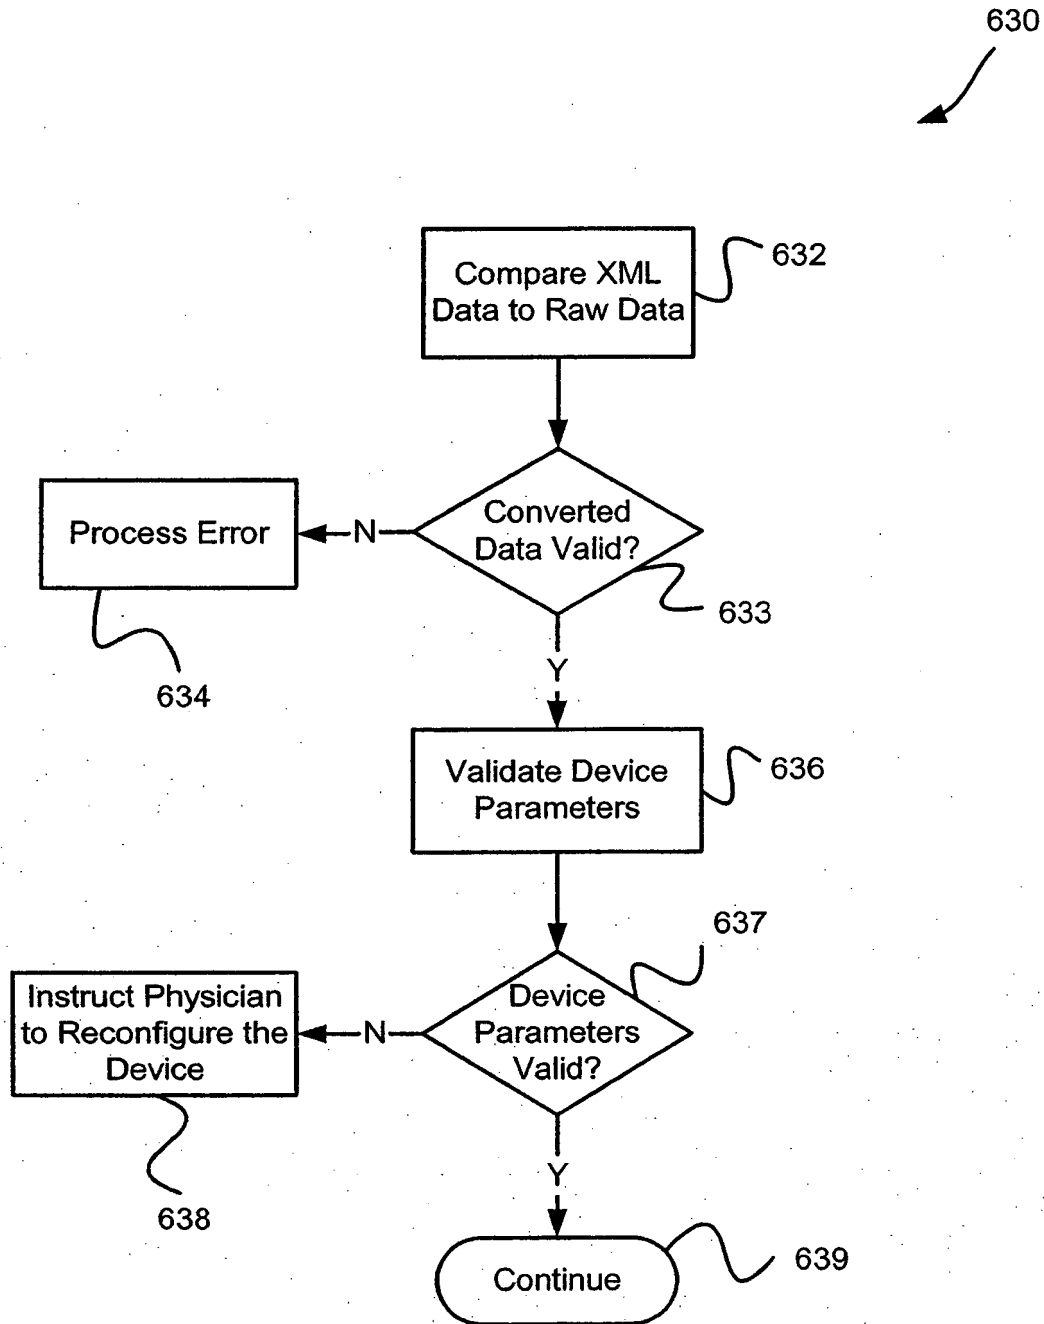 630
Compare XML
Data to Raw Data
632
Converted
Data Valid?
633
N
Process Error
634
Y
Validate Device
Parameters
636
637
Device
Parameters
Valid?
N
Instruct Physician
to Reconfigure the
Device
638
Y
Continue
639